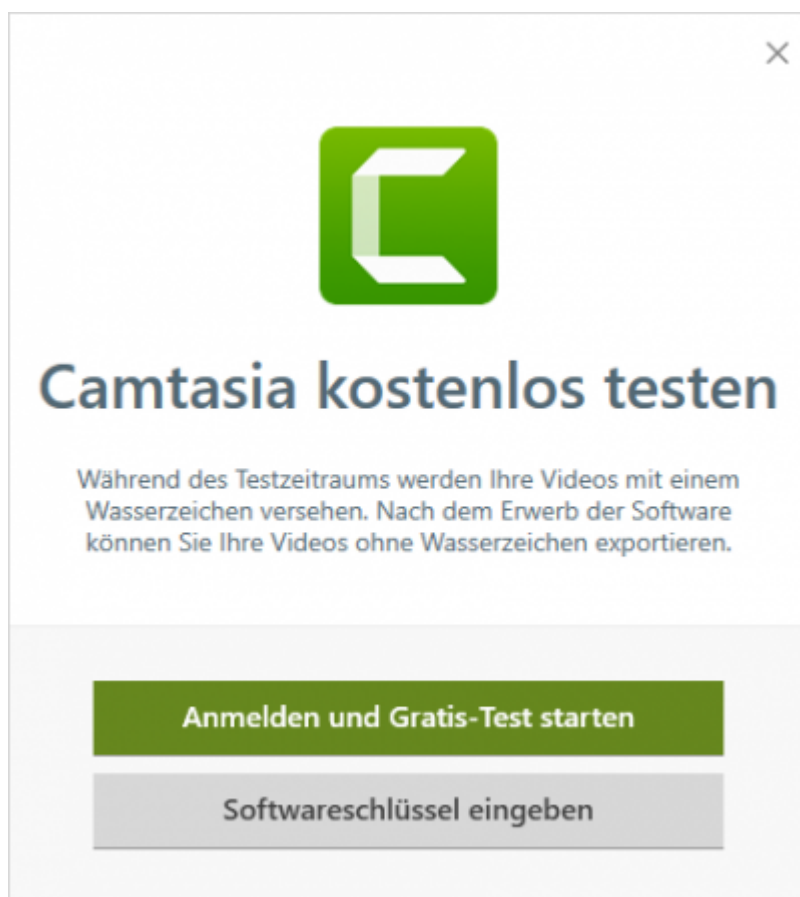 Camtasia kostenlos testen
Während des Testzeitraums werden Ihre Videos mit einem
Wasserzeichen versehen. Nach dem Erwerb der Software
können Sie Ihre Videos ohne Wasserzeichen exportieren.
Anmelden und Gratis-Test starten
Softwareschlüssel eingeben